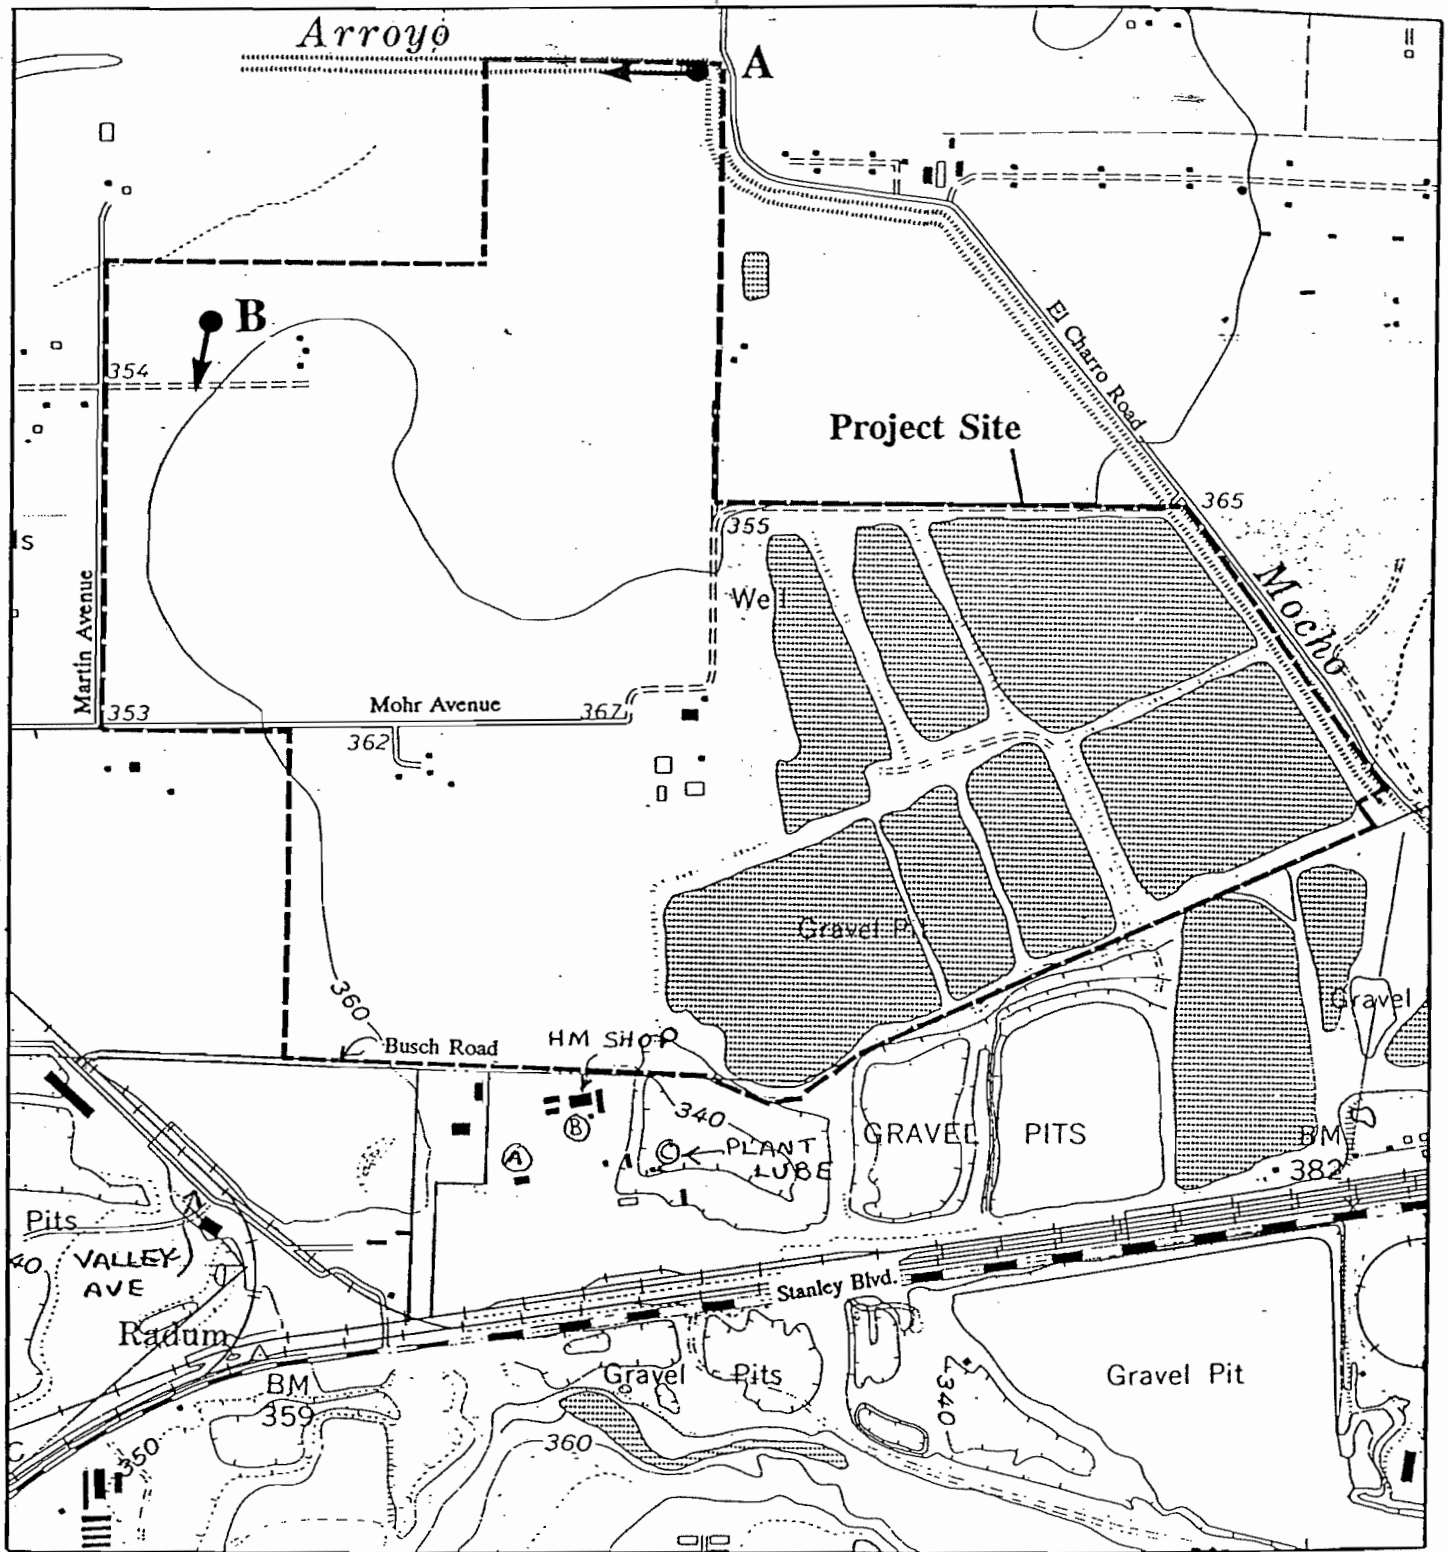 Arroyo
A
B
354
El Charro Road
Project Site
365
355
s
Well
Mocho
Martin Avenue
353
Mohr Avenue
367
362
Gravel Pit
360
Gravel
Busch Road
HM SHOP
340
B
PLANT
LUBE
A
GRAVEL PITS
BM
382
Pits
40
VALLEY
AVE
Stanley Blvd.
Radum
Gravel Pits
Gravel Pit
BM
359
340
360
350
C